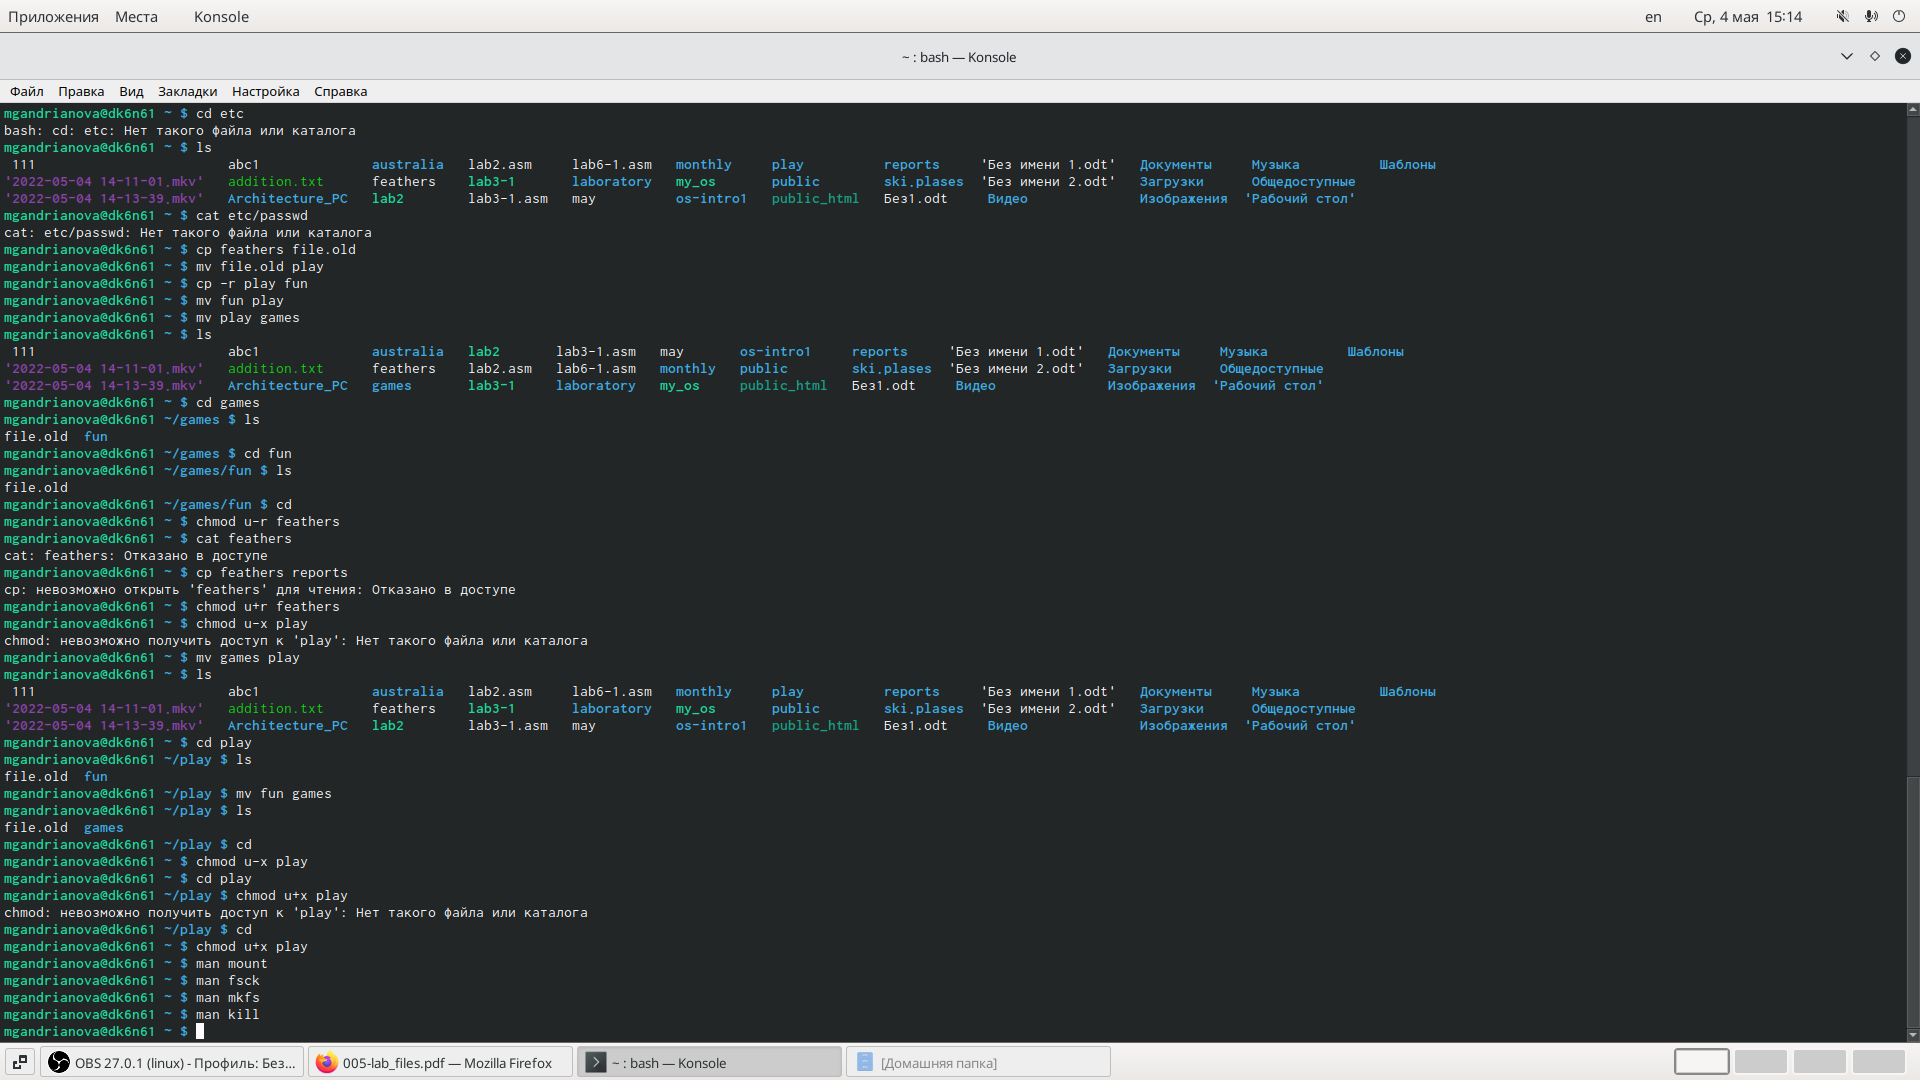 Приложения Места Konsole en Ср, 4 мая 15:14
~ : bash — Konsole
Файл Правка Вид Закладки Настройка Справка
mgandrianova@dk6n61 ~ $ cd etc
bash: cd: etc: Нет такого файла или каталога
mgandrianova@dk6n61 ~ $ ls
111 abc1 australia lab2.asm lab6-1.asm monthly play reports 'Без имени 1.odt' Документы Музыка Шаблоны
'2022-05-04 14-11-01.mkv' addition.txt feathers lab3-1 laboratory my_os public ski.plases 'Без имени 2.odt' Загрузки Общедоступные
'2022-05-04 14-13-39.mkv' Architecture_PC lab2 lab3-1.asm may os-intro1 public_html Без1.odt Видео Изображения 'Рабочий стол'
mgandrianova@dk6n61 ~ $ cat etc/passwd
cat: etc/passwd: Нет такого файла или каталога
mgandrianova@dk6n61 ~ $ cp feathers file.old
mgandrianova@dk6n61 ~ $ mv file.old play
mgandrianova@dk6n61 ~ $ cp -r play fun
mgandrianova@dk6n61 ~ $ mv fun play
mgandrianova@dk6n61 ~ $ mv play games
mgandrianova@dk6n61 ~ $ ls
111 abc1 australia lab2 lab3-1.asm may os-intro1 reports 'Без имени 1.odt' Документы Музыка Шаблоны
'2022-05-04 14-11-01.mkv' addition.txt feathers lab2.asm lab6-1.asm monthly public ski.plases 'Без имени 2.odt' Загрузки Общедоступные
'2022-05-04 14-13-39.mkv' Architecture_PC games lab3-1 laboratory my_os public_html Без1.odt Видео Изображения 'Рабочий стол'
mgandrianova@dk6n61 ~ $ cd games
mgandrianova@dk6n61 ~/games $ ls
file.old fun
mgandrianova@dk6n61 ~/games $ cd fun
mgandrianova@dk6n61 ~/games/fun $ ls
file.old
mgandrianova@dk6n61 ~/games/fun $ cd
mgandrianova@dk6n61 ~ $ chmod u-r feathers
mgandrianova@dk6n61 ~ $ cat feathers
cat: feathers: Отказано в доступе
mgandrianova@dk6n61 ~ $ cp feathers reports
cp: невозможно открыть 'feathers' для чтения: Отказано в доступе
mgandrianova@dk6n61 ~ $ chmod u+r feathers
mgandrianova@dk6n61 ~ $ chmod u-x play
chmod: невозможно получить доступ к 'play': Нет такого файла или каталога
mgandrianova@dk6n61 ~ $ mv games play
mgandrianova@dk6n61 ~ $ ls
111 abc1 australia lab2.asm lab6-1.asm monthly play reports 'Без имени 1.odt' Документы Музыка Шаблоны
'2022-05-04 14-11-01.mkv' addition.txt feathers lab3-1 laboratory my_os public ski.plases 'Без имени 2.odt' Загрузки Общедоступные
'2022-05-04 14-13-39.mkv' Architecture_PC lab2 lab3-1.asm may os-intro1 public_html Без1.odt Видео Изображения 'Рабочий стол'
mgandrianova@dk6n61 ~ $ cd play
mgandrianova@dk6n61 ~/play $ ls
file.old fun
mgandrianova@dk6n61 ~/play $ mv fun games
mgandrianova@dk6n61 ~/play $ ls
file.old games
mgandrianova@dk6n61 ~/play $ cd
mgandrianova@dk6n61 ~ $ chmod u-x play
mgandrianova@dk6n61 ~ $ cd play
mgandrianova@dk6n61 ~/play $ chmod u+x play
chmod: невозможно получить доступ к 'play': Нет такого файла или каталога
mgandrianova@dk6n61 ~/play $ cd
mgandrianova@dk6n61 ~ $ chmod u+x play
mgandrianova@dk6n61 ~ $ man mount
mgandrianova@dk6n61 ~ $ man fsck
mgandrianova@dk6n61 ~ $ man mkfs
mgandrianova@dk6n61 ~ $ man kill
mgandrianova@dk6n61 ~ $
OBS 27.0.1 (linux) - Профиль: Без... 005-lab_files.pdf — Mozilla Firefox ~ : bash — Konsole [Домашняя папка]